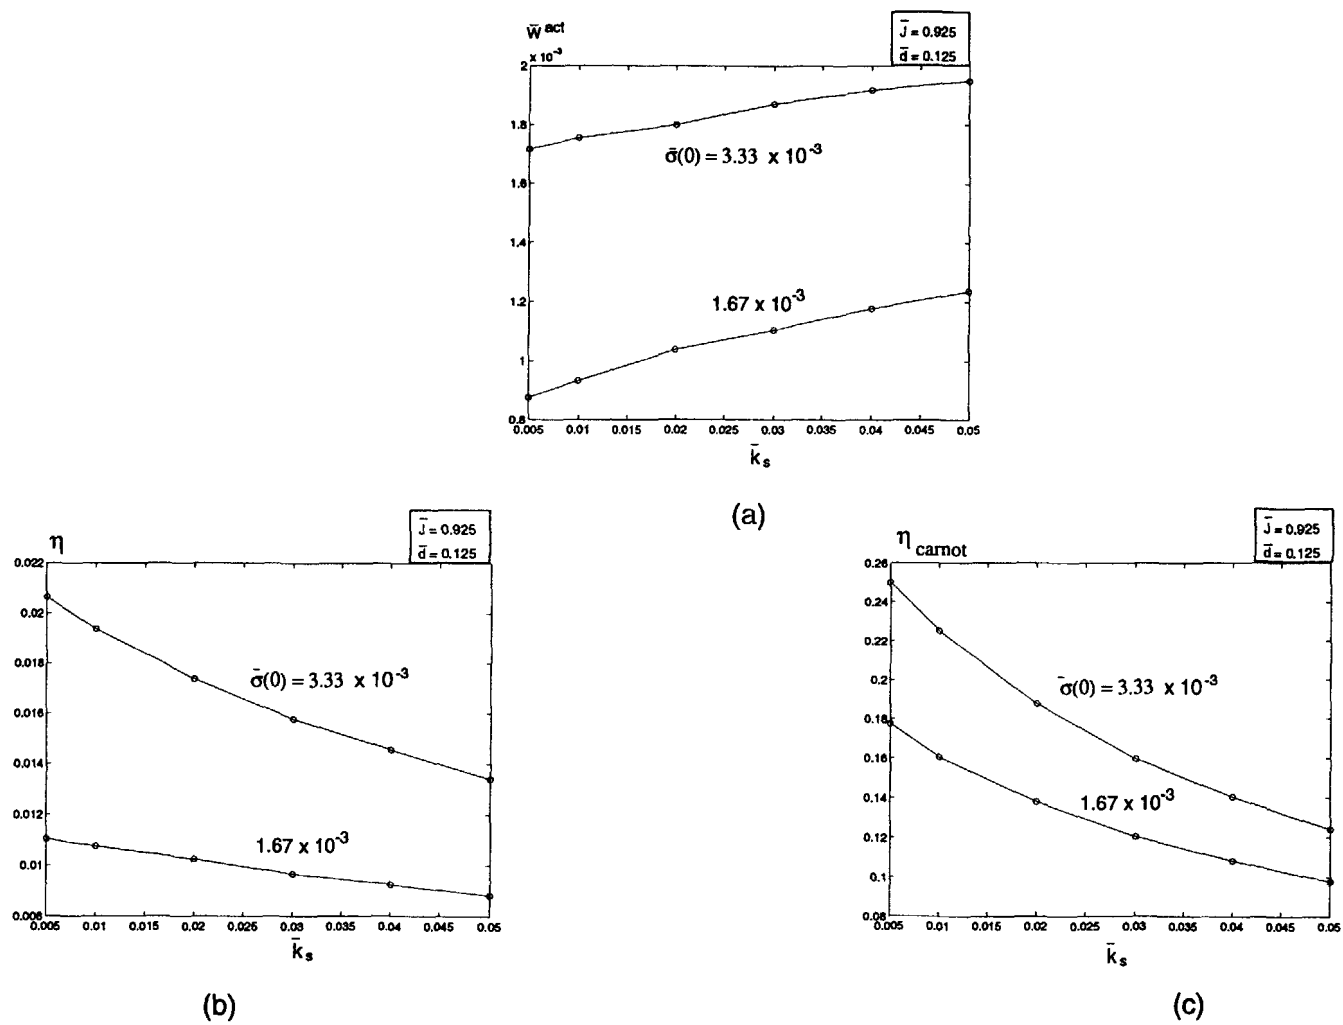 W̄ act
x 10⁻³
J̄ = 0.925
d̄ = 0.125
2
1.8
1.6
1.4
1.2
1
0.8
σ̄(0) = 3.33 x 10⁻³
1.67 x 10⁻³
0.005 0.01 0.015 0.02 0.025 0.03 0.035 0.04 0.045 0.05
k̄ s
(a)
η
J̄ = 0.925
d̄ = 0.125
0.022
0.02
0.018
0.016
0.014
0.012
0.01
0.008
σ̄(0) = 3.33 x 10⁻³
1.67 x 10⁻³
0.005 0.01 0.015 0.02 0.025 0.03 0.035 0.04 0.045 0.05
k̄ s
(b)
η carnot
J̄ = 0.925
d̄ = 0.125
0.26
0.24
0.22
0.2
0.18
0.16
0.14
0.12
0.1
0.08
σ̄(0) = 3.33 x 10⁻³
1.67 x 10⁻³
0.005 0.01 0.015 0.02 0.025 0.03 0.035 0.04 0.045 0.05
k̄ s
(c)